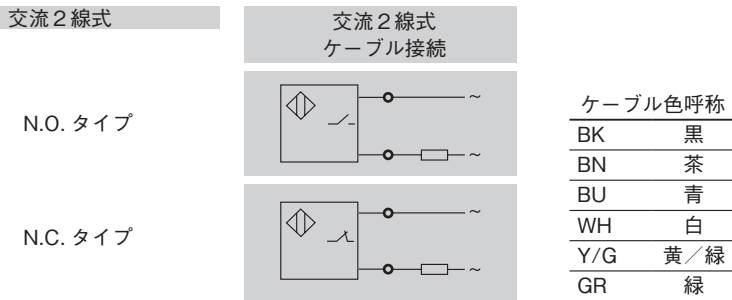 交流２線式
交流２線式
ケーブル接続
N.O. タイプ
~
~
N.C. タイプ
~
~
ケーブル色呼称
BK 黒
BN 茶
BU 青
WH 白
Y/G 黄／緑
GR 緑